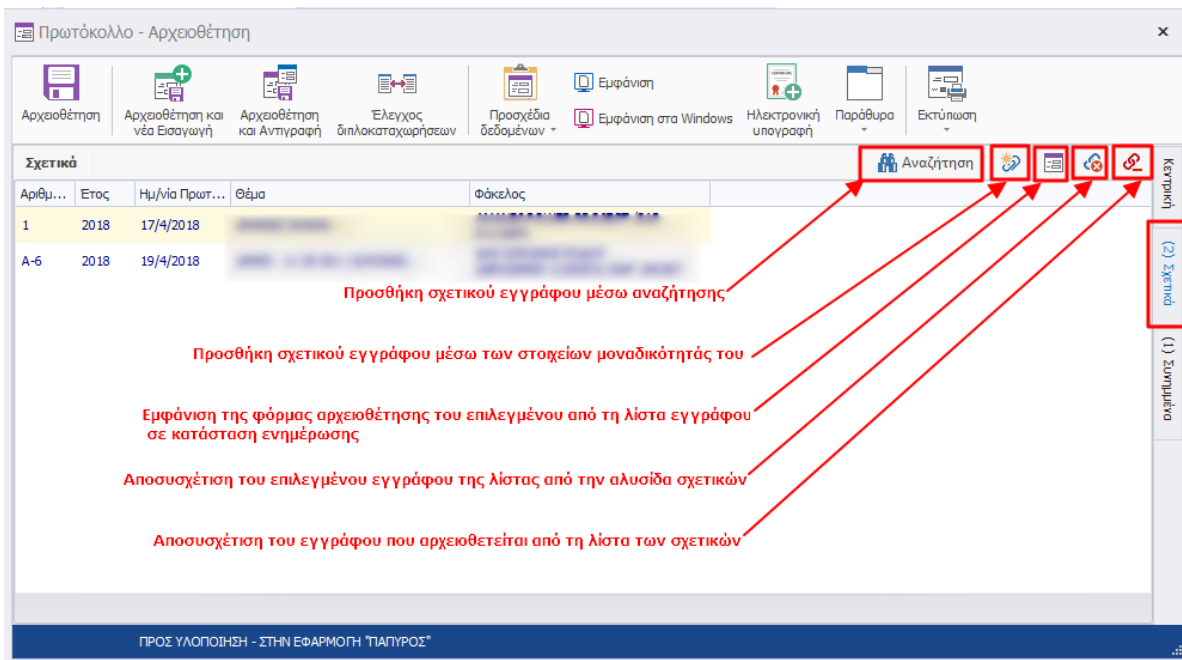 Πρωτόκολλο - Αρχειοθέτηση
Αρχειοθέτηση
Αρχειοθέτηση και
νέα Εισαγωγή
Αρχειοθέτηση
και Αντιγραφή
Έλεγχος
διπλοκαταχωρήσεων
Προσχέδια
δεδομένων
Εμφάνιση
Εμφάνιση στα Windows
Ηλεκτρονική
υπογραφή
Παράθυρα
Εκτύπωση
Σχετικά
Αναζήτηση
Αριθμ... Ετος Ημ/νία Πρωτ... Θέμα Φάκελος
1 2018 17/4/2018
Α-6 2018 19/4/2018
Προσθήκη σχετικού εγγράφου μέσω αναζήτησης
Προσθήκη σχετικού εγγράφου μέσω των στοιχείων μοναδικότητάς του
Εμφάνιση της φόρμας αρχειοθέτησης του επιλεγμένου από τη λίστα εγγράφου
σε κατάσταση ενημέρωσης
Αποσυσχέτιση του επιλεγμένου εγγράφου της λίστας από την αλυσίδα σχετικών
Αποσυσχέτιση του εγγράφου που αρχειοθετείται από τη λίστα των σχετικών
Κεντρική
(2) Σχετικά
(1) Συνημμένα
ΠΡΟΣ ΥΛΟΠΟΙΗΣΗ - ΣΤΗΝ ΕΦΑΡΜΟΓΗ "ΠΑΠΥΡΟΣ"